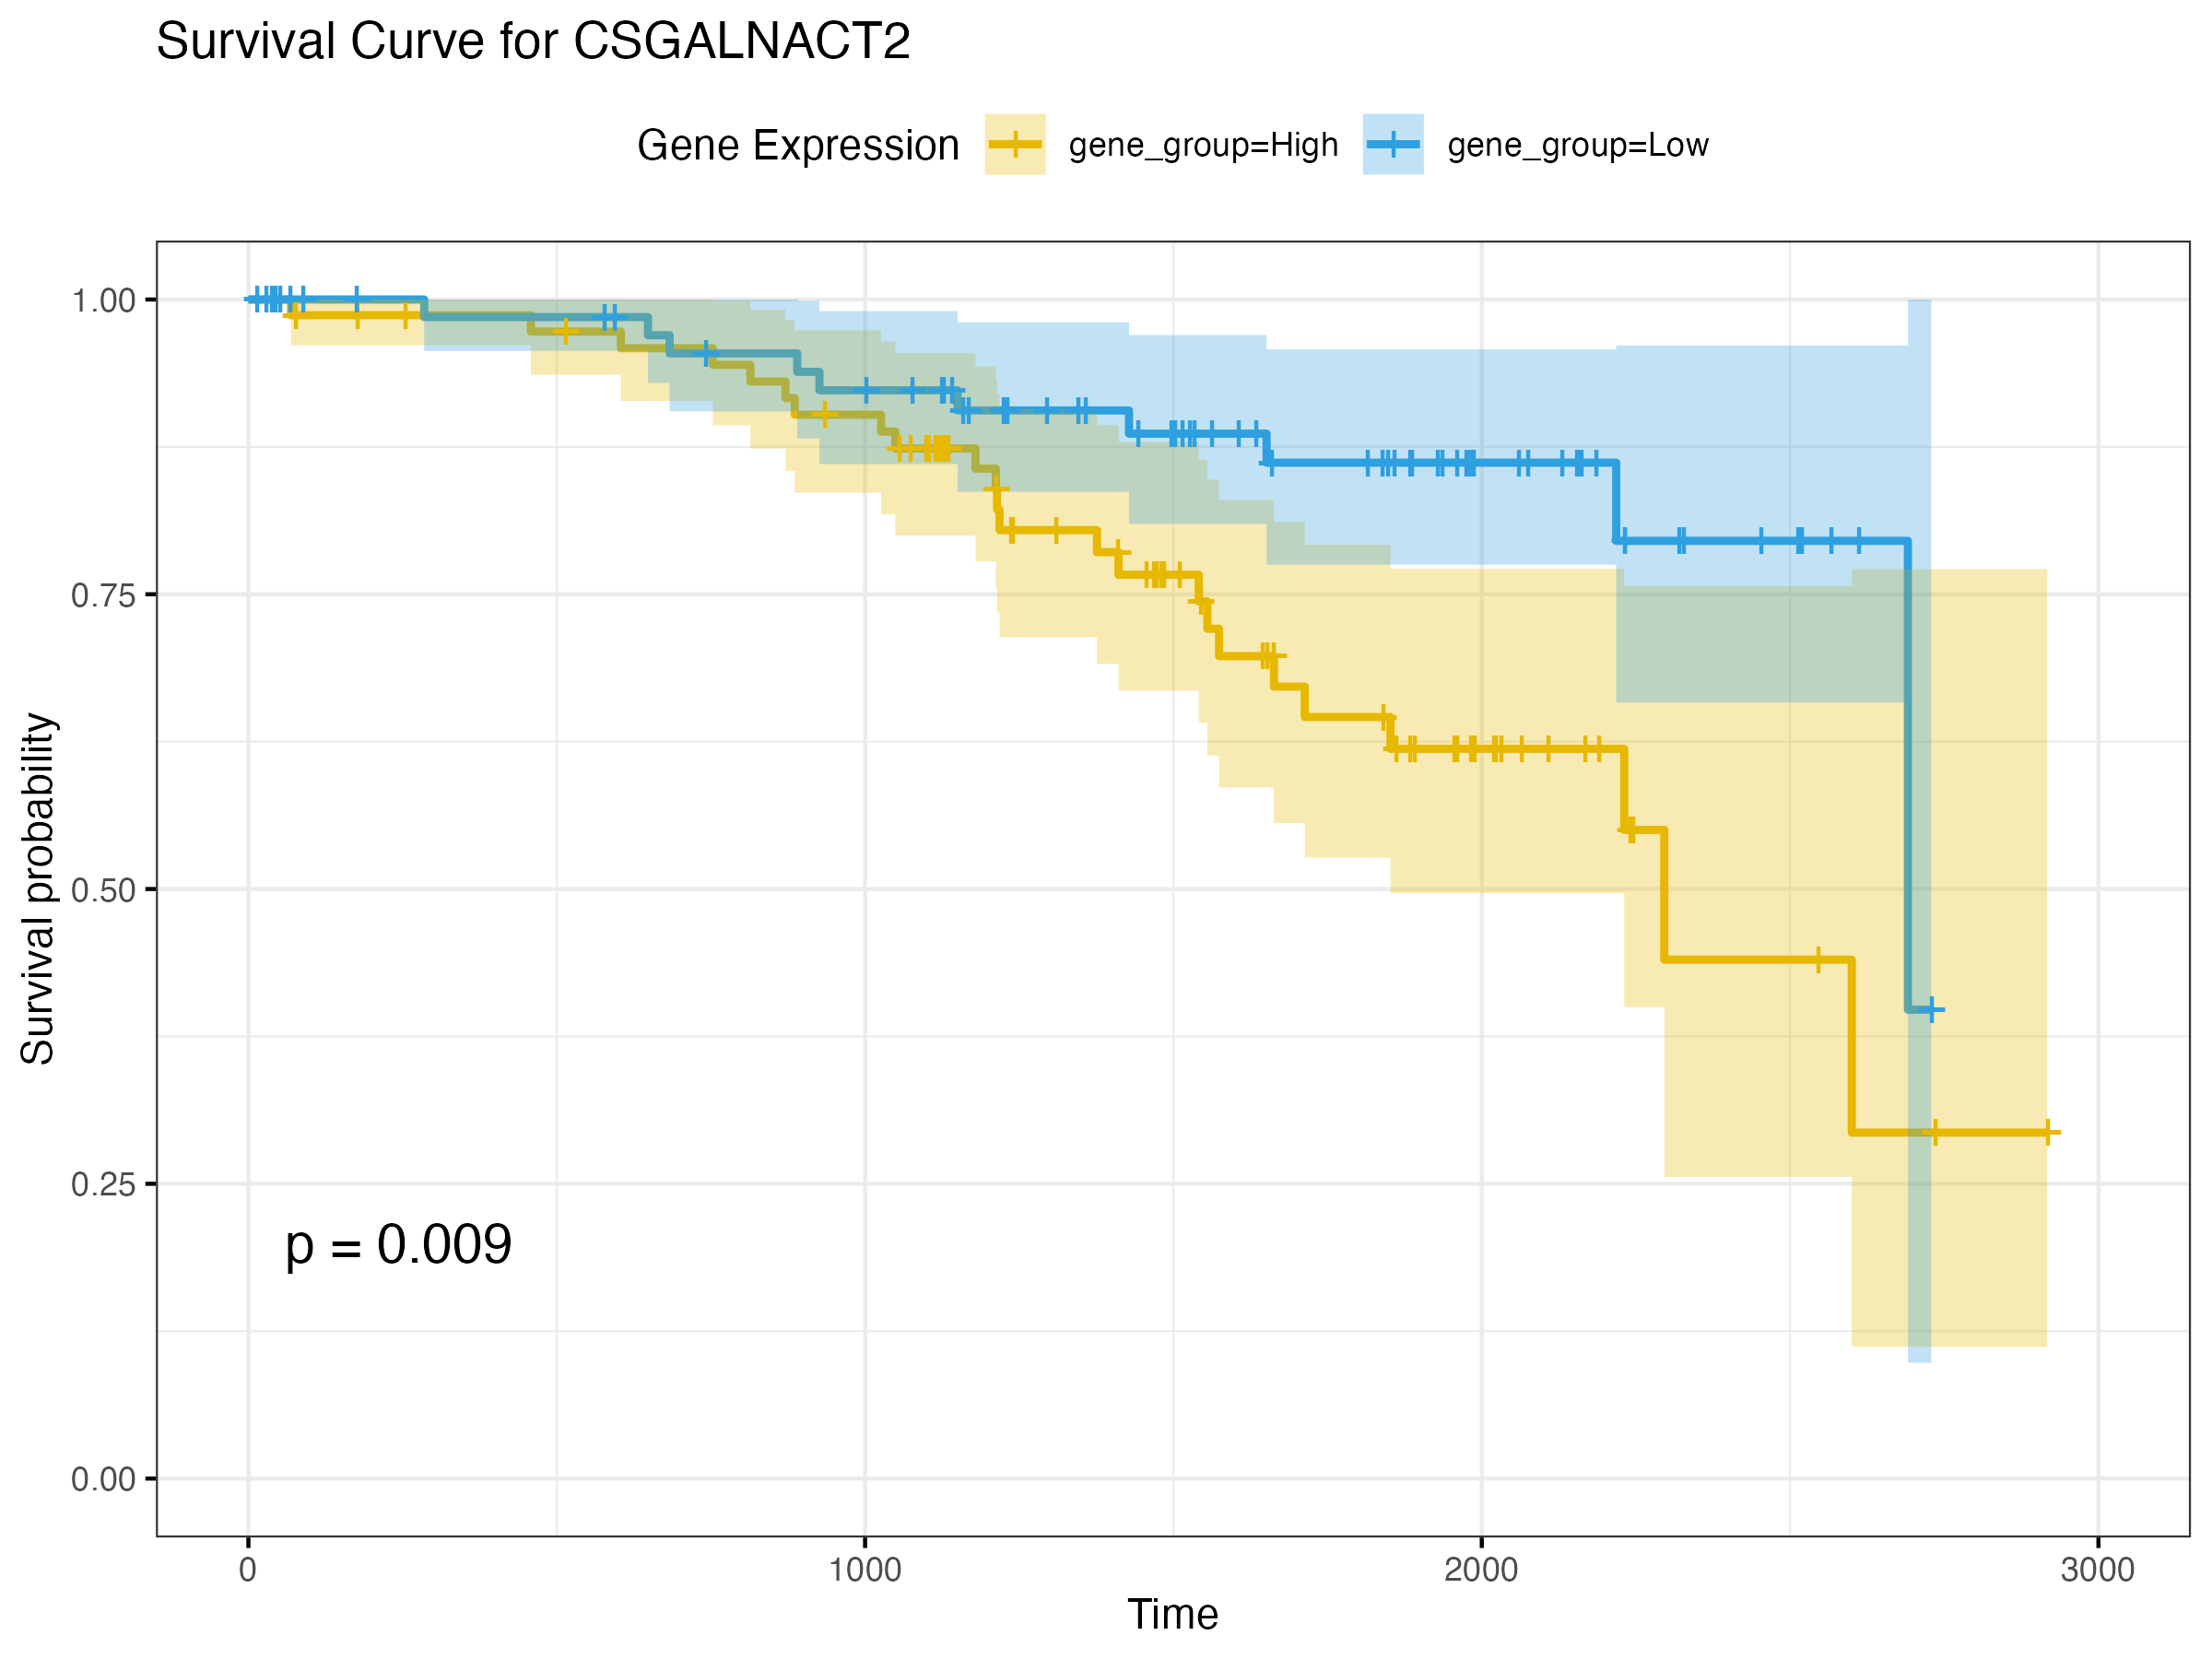 Survival Curve for CSGALNACT2
Gene Expression gene_group=High gene_group=Low
1.00
0.75
0.50
0.25
0.00
Survival probability
p = 0.009
0 1000 2000 3000
Time